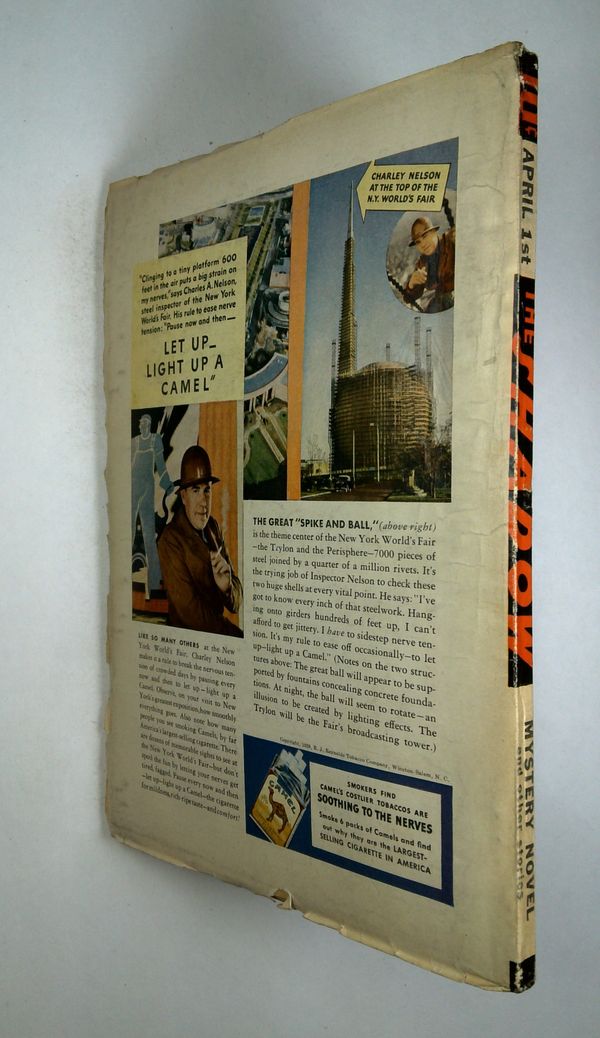 CHARLEY NELSON
AT THE TOP OF THE
N.Y. WORLD'S FAIR
"Clinging to a tiny platform 600
feet in the air puts a big strain on
my nerves," says Charles A. Nelson,
steel inspector of the New York
World's Fair. His rule to ease nerve
tension: "Pause now and then—
LET UP—
LIGHT UP A
CAMEL"
THE GREAT "SPIKE AND BALL," (above right)
is the theme center of the New York World's Fair
—the Trylon and the Perisphere—7000 pieces of
steel joined by a quarter of a million rivets. It's
the trying job of Inspector Nelson to check these
two huge shells at every vital point. He says: "I've
got to know every inch of that steelwork. Hang-
ing onto girders hundreds of feet up, I can't
afford to get jittery. I have to sidestep nerve ten-
sion. It's my rule to ease off occasionally—to let
up—light up a Camel." (Notes on the two struc-
tures above: The great ball will appear to be sup-
ported by fountains concealing concrete founda-
tions. At night, the ball will seem to rotate—an
illusion to be created by lighting effects. The
Trylon will be the Fair's broadcasting tower.)
LIKE SO MANY OTHERS at the New
York World's Fair, Charley Nelson
makes it a rule to break the nervous ten-
sion of crowded days by pausing every
now and then to let up—light up a
Camel. Observe, on your visit to New
York's greatest exposition, how smoothly
everything goes. Also note how many
people you see smoking Camels, by far
America's largest-selling cigarette. There
are dozens of memorable sights to see at
the New York World's Fair—but don't
spoil the fun by letting your nerves get
tired, fagged. Pause every now and then
—let up—light up a Camel—the cigarette
for mildness, rich ripe taste—and comfort!
Copyright, 1939, R. J. Reynolds Tobacco Company, Winston-Salem, N. C.
CAMEL
SMOKERS FIND
CAMEL'S COSTLIER TOBACCOS ARE
SOOTHING TO THE NERVES
Smoke 6 packs of Camels and find
out why they are the LARGEST-
SELLING CIGARETTE IN AMERICA
APRIL 1st
THE SHADOW
MYSTERY NOVEL
and other stories